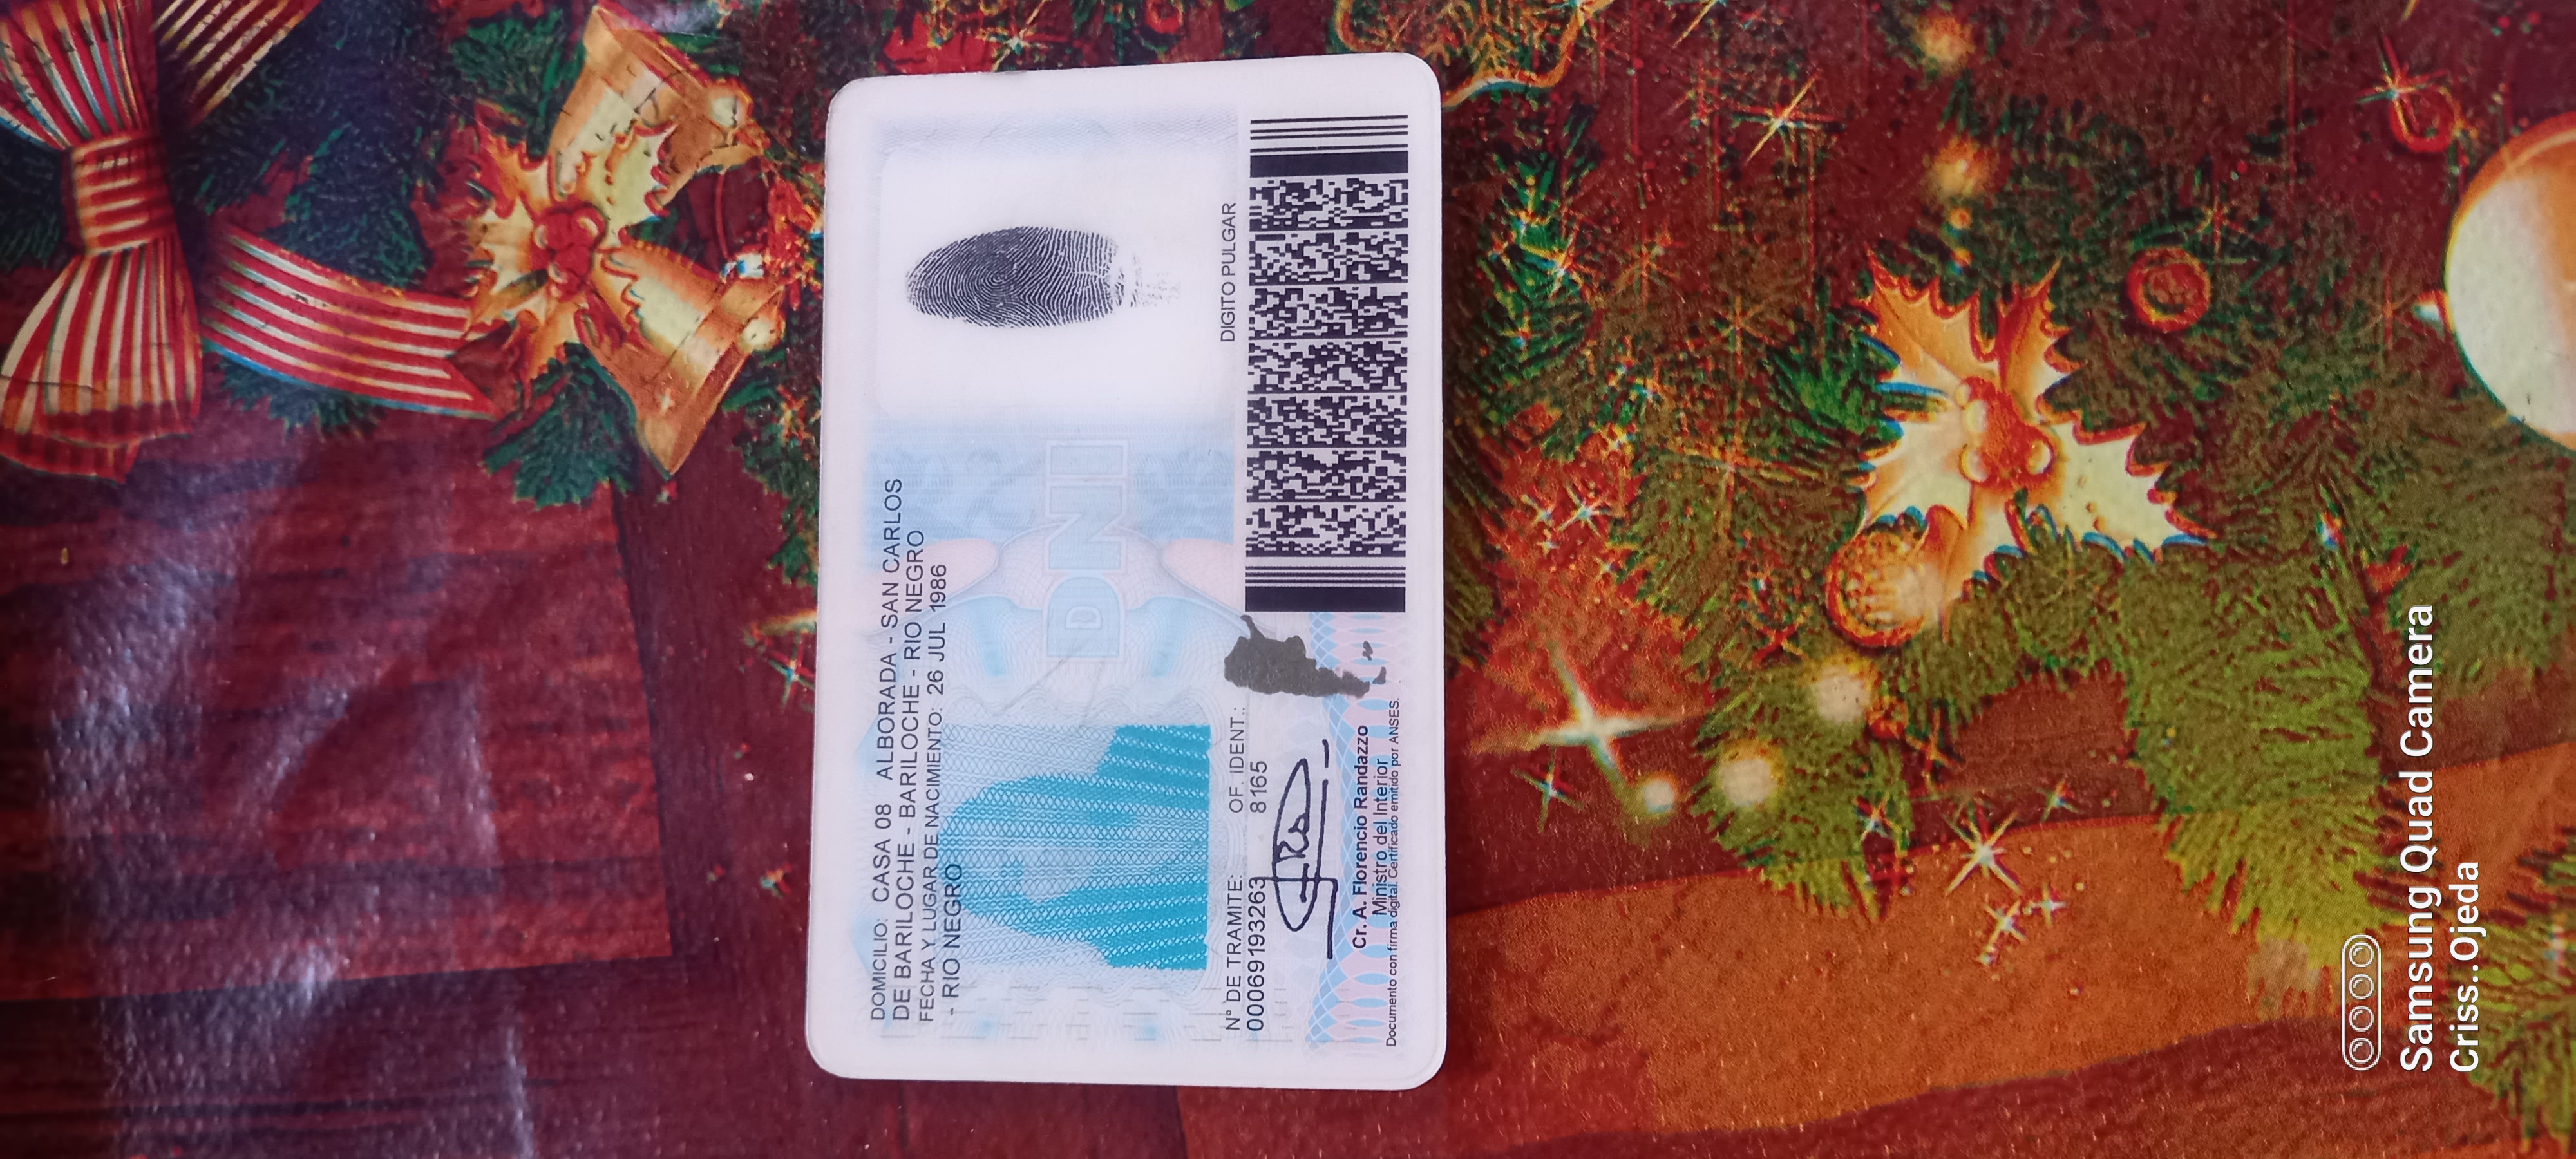 DOMICILIO: CASA 08 ALBORADA - SAN CARLOS
DE BARILOCHE - BARILOCHE - RIO NEGRO
FECHA Y LUGAR DE NACIMIENTO: 26 JUL 1986
- RIO NEGRO
DNI
DIGITO PULGAR
N° DE TRAMITE: OF. IDENT.:
00069193263 8165
Cr. A. Florencio Randazzo
Ministro del Interior
Documento con firma digital. Certificado emitido por ANSES.
Samsung Quad Camera
Criss..Ojeda